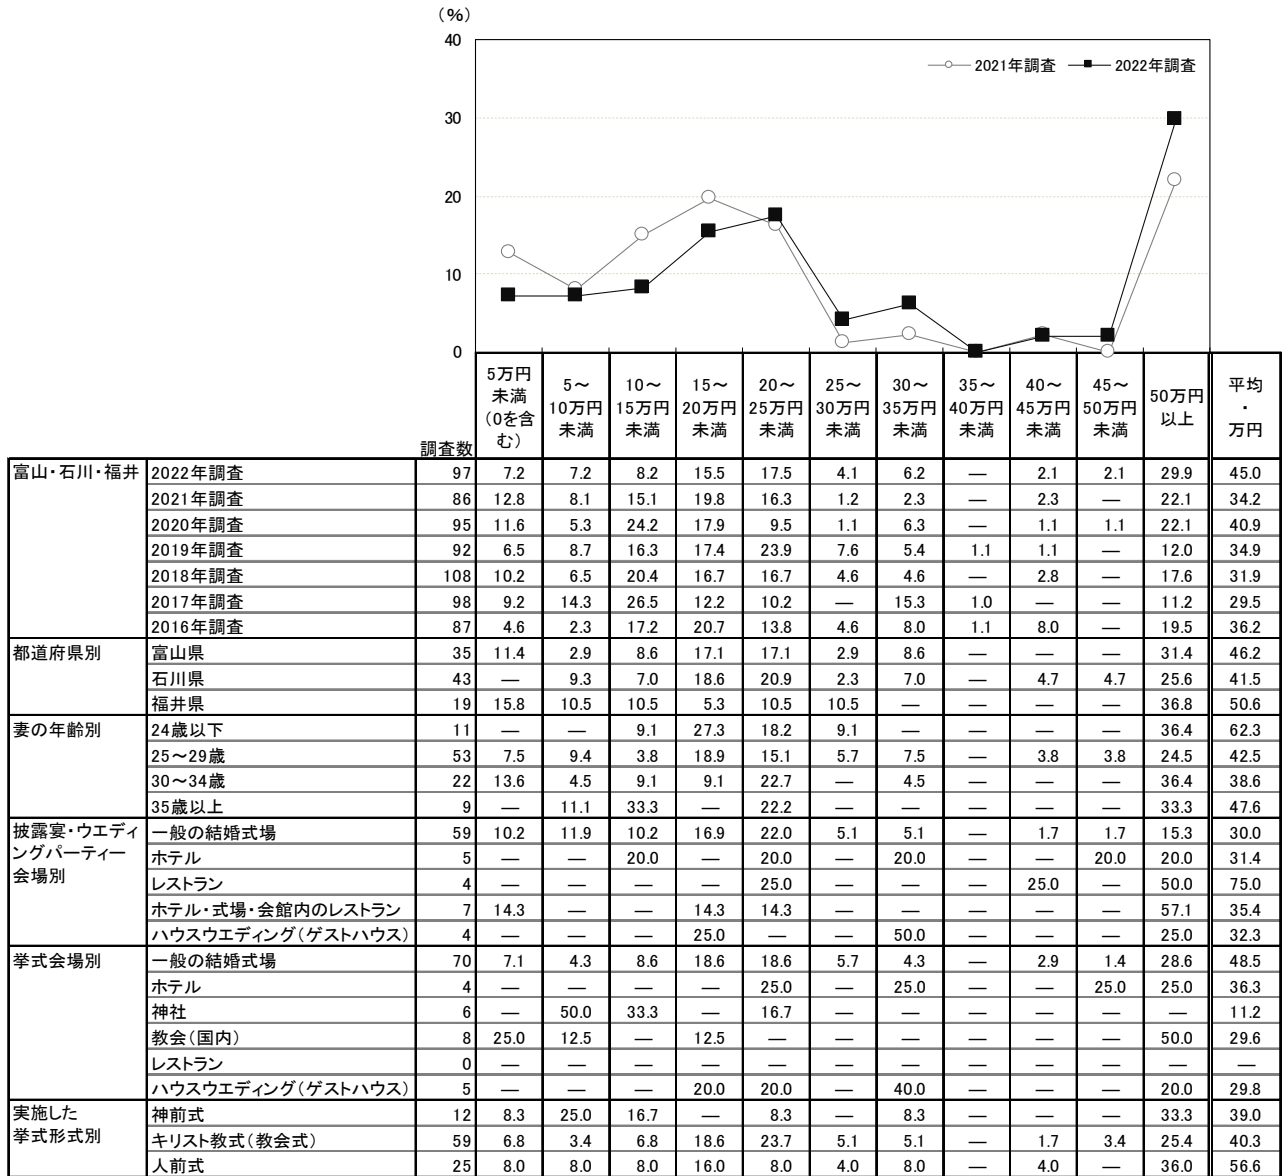 (%)
40
2021年調査 2022年調査
30
20
10
0
調査数 5万円未満(0を含む) 5～10万円未満 10～15万円未満 15～20万円未満 20～25万円未満 25～30万円未満 30～35万円未満 35～40万円未満 40～45万円未満 45～50万円未満 50万円以上 平均・万円
富山・石川・福井 2022年調査 97 7.2 7.2 8.2 15.5 17.5 4.1 6.2 — 2.1 2.1 29.9 45.0
2021年調査 86 12.8 8.1 15.1 19.8 16.3 1.2 2.3 — 2.3 — 22.1 34.2
2020年調査 95 11.6 5.3 24.2 17.9 9.5 1.1 6.3 — 1.1 1.1 22.1 40.9
2019年調査 92 6.5 8.7 16.3 17.4 23.9 7.6 5.4 1.1 1.1 — 12.0 34.9
2018年調査 108 10.2 6.5 20.4 16.7 16.7 4.6 4.6 — 2.8 — 17.6 31.9
2017年調査 98 9.2 14.3 26.5 12.2 10.2 — 15.3 1.0 — — 11.2 29.5
2016年調査 87 4.6 2.3 17.2 20.7 13.8 4.6 8.0 1.1 8.0 — 19.5 36.2
都道府県別 富山県 35 11.4 2.9 8.6 17.1 17.1 2.9 8.6 — — — 31.4 46.2
石川県 43 — 9.3 7.0 18.6 20.9 2.3 7.0 — 4.7 4.7 25.6 41.5
福井県 19 15.8 10.5 10.5 5.3 10.5 10.5 — — — — 36.8 50.6
妻の年齢別 24歳以下 11 — — 9.1 27.3 18.2 9.1 — — — — 36.4 62.3
25～29歳 53 7.5 9.4 3.8 18.9 15.1 5.7 7.5 — 3.8 3.8 24.5 42.5
30～34歳 22 13.6 4.5 9.1 9.1 22.7 — 4.5 — — — 36.4 38.6
35歳以上 9 — 11.1 33.3 — 22.2 — — — — — 33.3 47.6
披露宴・ウエディングパーティー会場別 一般の結婚式場 59 10.2 11.9 10.2 16.9 22.0 5.1 5.1 — 1.7 1.7 15.3 30.0
ホテル 5 — — 20.0 — 20.0 — 20.0 — — 20.0 20.0 31.4
レストラン 4 — — — — 25.0 — — — 25.0 — 50.0 75.0
ホテル・式場・会館内のレストラン 7 14.3 — — 14.3 14.3 — — — — — 57.1 35.4
ハウスウエディング(ゲストハウス) 4 — — — 25.0 — — 50.0 — — — 25.0 32.3
挙式会場別 一般の結婚式場 70 7.1 4.3 8.6 18.6 18.6 5.7 4.3 — 2.9 1.4 28.6 48.5
ホテル 4 — — — — 25.0 — 25.0 — — 25.0 25.0 36.3
神社 6 — 50.0 33.3 — 16.7 — — — — — — 11.2
教会(国内) 8 25.0 12.5 — 12.5 — — — — — — 50.0 29.6
レストラン 0 — — — — — — — — — — — —
ハウスウエディング(ゲストハウス) 5 — — — 20.0 20.0 — 40.0 — — — 20.0 29.8
実施した挙式形式別 神前式 12 8.3 25.0 16.7 — 8.3 — 8.3 — — — 33.3 39.0
キリスト教式(教会式) 59 6.8 3.4 6.8 18.6 23.7 5.1 5.1 — 1.7 3.4 25.4 40.3
人前式 25 8.0 8.0 8.0 16.0 8.0 4.0 8.0 — 4.0 — 36.0 56.6